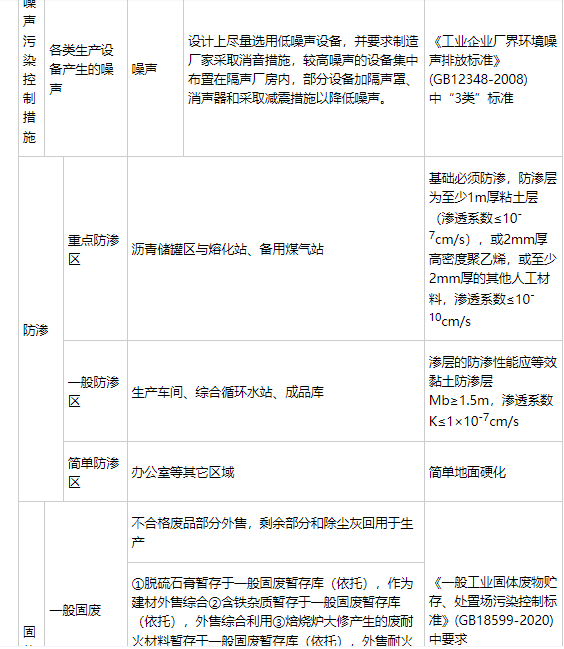 噪
声
污
染
控
制
措
施
各类生产设
备产生的噪
声
噪声
设计上尽量选用低噪声设备，并要求制造
厂家采取消音措施，较高噪声的设备集中
布置在隔声厂房内，部分设备加隔声罩、
消声器和采取减震措施以降低噪声。
《工业企业厂界环境噪
声排放标准》
(GB12348-2008)
中“3类”标准
防渗
重点防渗
区
沥青储罐区与熔化站、备用煤气站
基础必须防渗，防渗层
为至少1m厚粘土层
（渗透系数≤10-
7cm/s），或2mm厚
高密度聚乙烯，或至少
2mm厚的其他人工材
料，渗透系数≤10-
10cm/s
一般防渗
区
生产车间、综合循环水站、成品库
渗层的防渗性能应等效
黏土防渗层
Mb≥1.5m，渗透系数
K≤1×10-7cm/s
简单防渗
区
办公室等其它区域
简单地面硬化
固
一般固废
不合格废品部分外售，剩余部分和除尘灰回用于生
产
①脱硫石膏暂存于一般固废暂存库（依托），作为
建材外售综合②含铁杂质暂存于一般固废暂存库
（依托），外售综合利用③焙烧炉大修产生的废耐
火材料暂存于一般固废暂存库（依托），外售耐火
《一般工业固体废物贮
存、处置场污染控制标
准》(GB18599-2020)
中要求